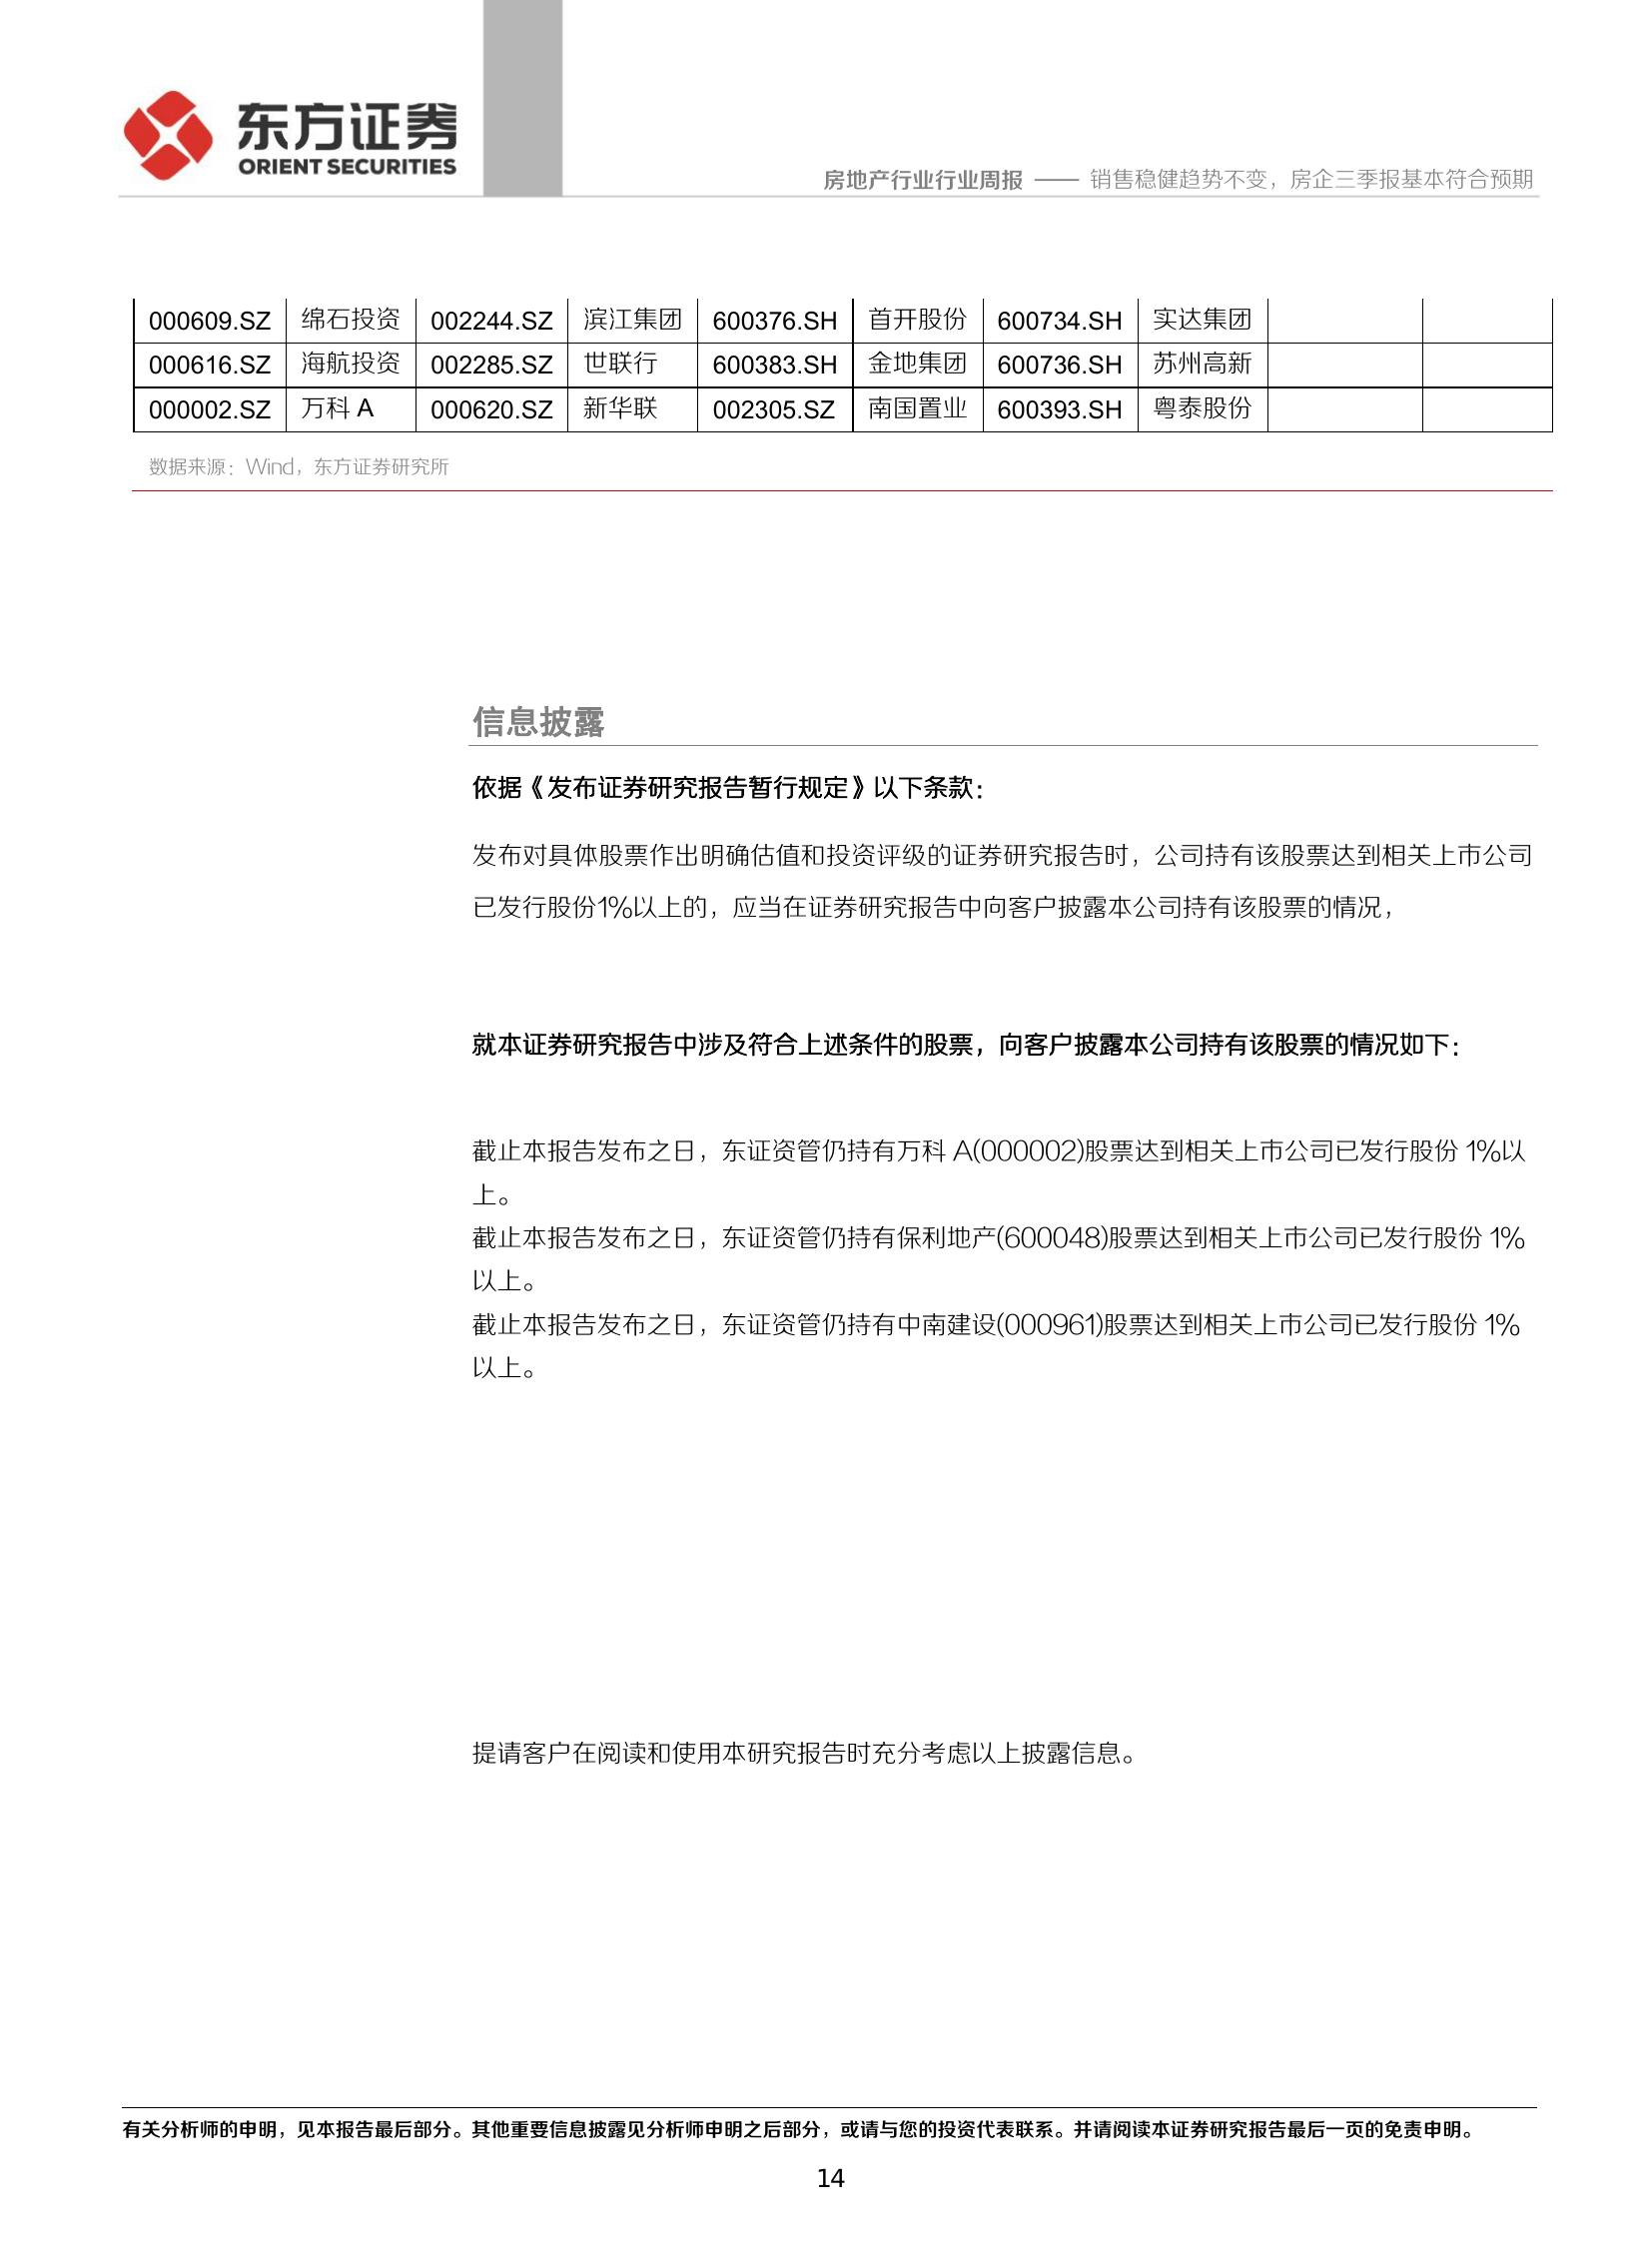 东方证券
ORIENT SECURITIES
房地产行业行业周报 —— 销售稳健趋势不变，房企三季报基本符合预期
000609.SZ 绵石投资 002244.SZ 滨江集团 600376.SH 首开股份 600734.SH 实达集团
000616.SZ 海航投资 002285.SZ 世联行 600383.SH 金地集团 600736.SH 苏州高新
000002.SZ 万科 A 000620.SZ 新华联 002305.SZ 南国置业 600393.SH 粤泰股份
数据来源：Wind，东方证券研究所
信息披露
依据《发布证券研究报告暂行规定》以下条款：
发布对具体股票作出明确估值和投资评级的证券研究报告时，公司持有该股票达到相关上市公司
已发行股份1%以上的，应当在证券研究报告中向客户披露本公司持有该股票的情况，
就本证券研究报告中涉及符合上述条件的股票，向客户披露本公司持有该股票的情况如下：
截止本报告发布之日，东证资管仍持有万科 A(000002)股票达到相关上市公司已发行股份 1%以
上。
截止本报告发布之日，东证资管仍持有保利地产(600048)股票达到相关上市公司已发行股份 1%
以上。
截止本报告发布之日，东证资管仍持有中南建设(000961)股票达到相关上市公司已发行股份 1%
以上。
提请客户在阅读和使用本研究报告时充分考虑以上披露信息。
有关分析师的申明，见本报告最后部分。其他重要信息披露见分析师申明之后部分，或请与您的投资代表联系。并请阅读本证券研究报告最后一页的免责申明。
14